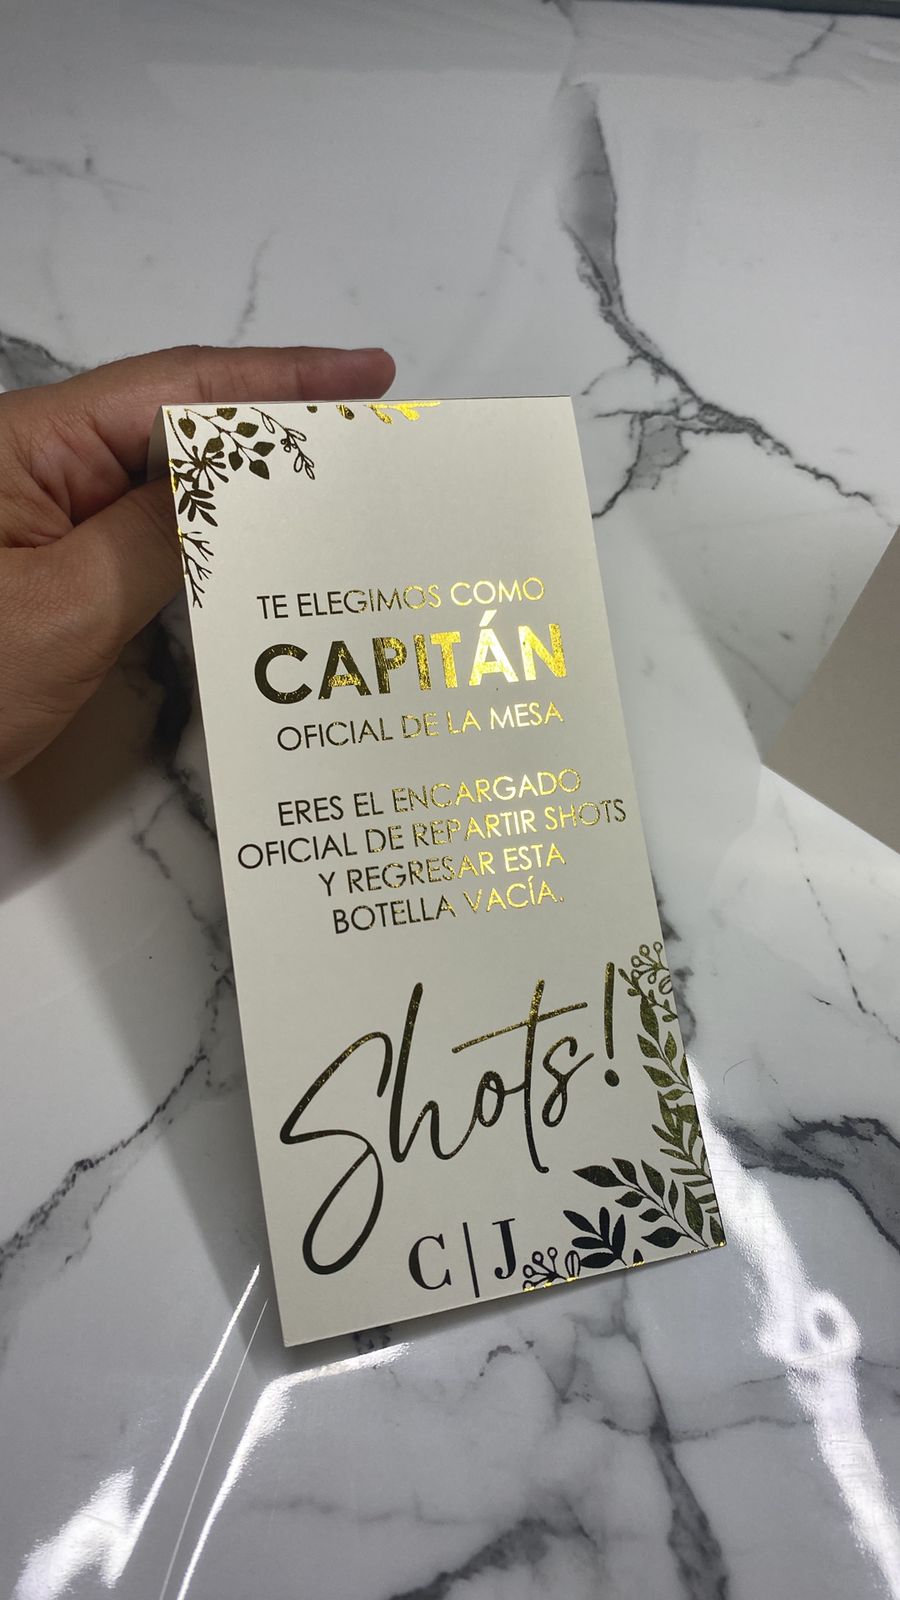 TE ELEGIMOS COMO
CAPITÁN
OFICIAL DE LA MESA
ERES EL ENCARGADO
OFICIAL DE REPARTIR SHOTS
Y REGRESAR ESTA
BOTELLA VACÍA.
Shots!
C|J